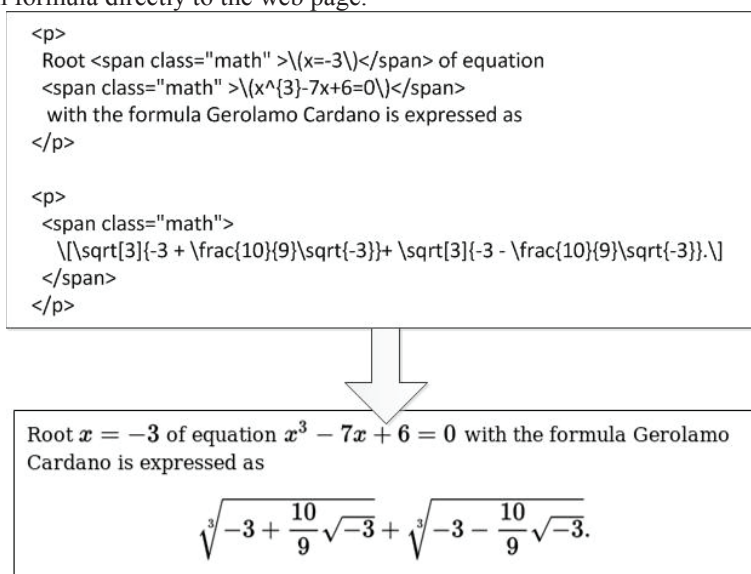 formula directly to the web page.
<p>
Root <span class="math" >\(x=-3\)</span> of equation
<span class="math" >\(x^{3}-7x+6=0\)</span>
with the formula Gerolamo Cardano is expressed as
</p>
<p>
<span class="math">
\[\sqrt[3]{-3 + \frac{10}{9}\sqrt{-3}}+ \sqrt[3]{-3 - \frac{10}{9}\sqrt{-3}}.\]
</span>
</p>
Root x = −3 of equation x³ − 7x + 6 = 0 with the formula Gerolamo
Cardano is expressed as
∛(−3 + 10/9 √−3) + ∛(−3 − 10/9 √−3).